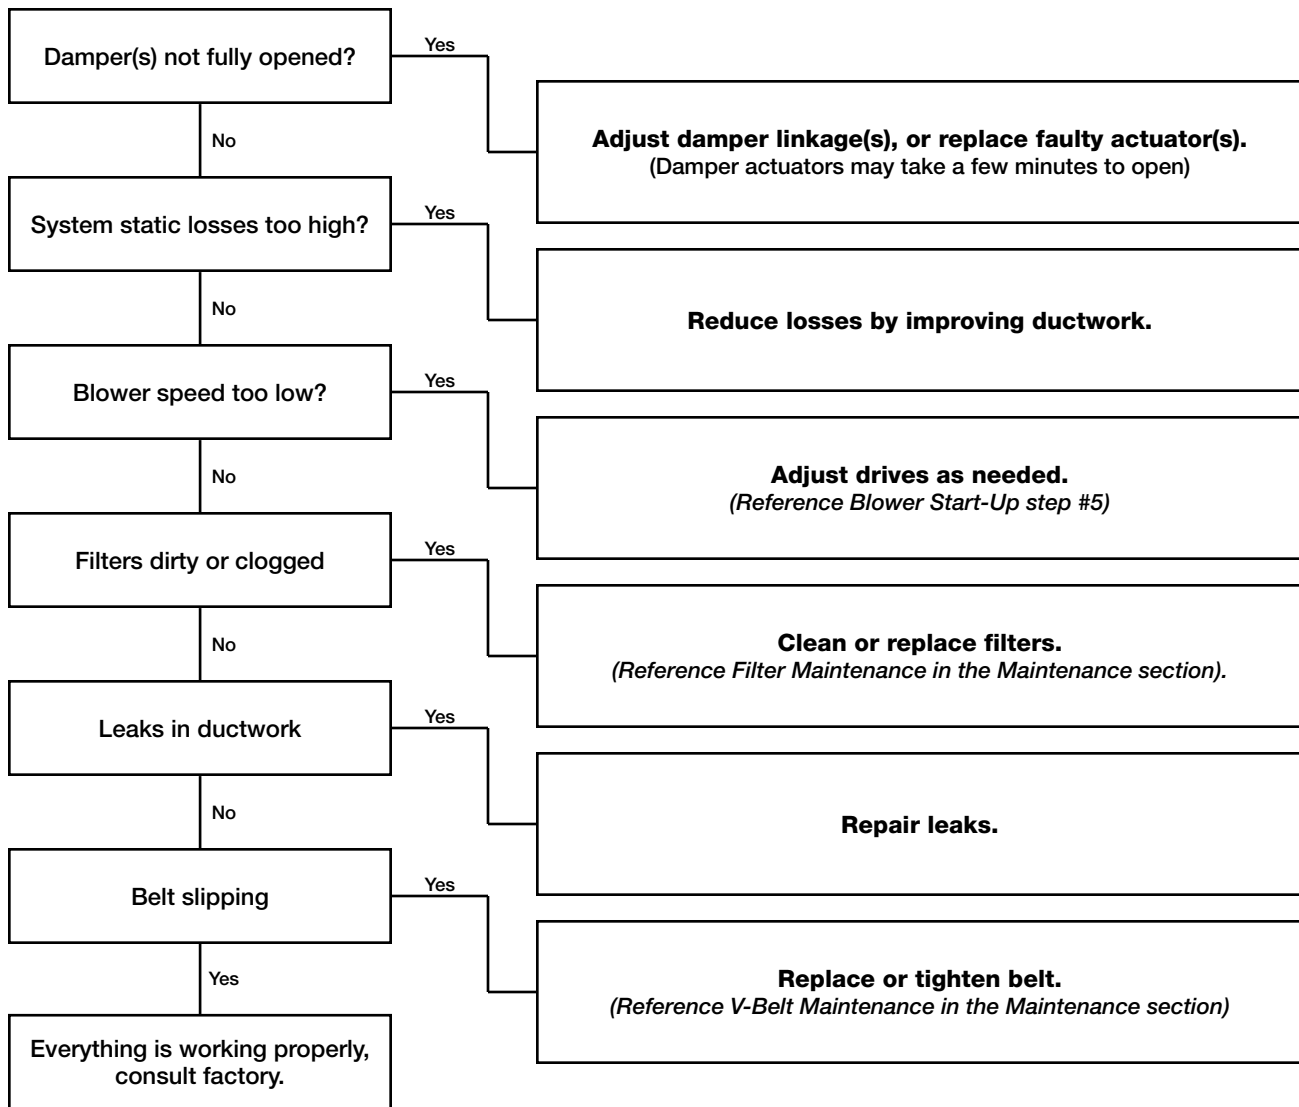 Damper(s) not fully opened?
Yes
Adjust damper linkage(s), or replace faulty actuator(s).
(Damper actuators may take a few minutes to open)
No
System static losses too high?
Yes
Reduce losses by improving ductwork.
No
Blower speed too low?
Yes
Adjust drives as needed.
(Reference Blower Start-Up step #5)
No
Filters dirty or clogged
Yes
Clean or replace filters.
(Reference Filter Maintenance in the Maintenance section).
No
Leaks in ductwork
Yes
Repair leaks.
No
Belt slipping
Yes
Replace or tighten belt.
(Reference V-Belt Maintenance in the Maintenance section)
Yes
Everything is working properly,
consult factory.